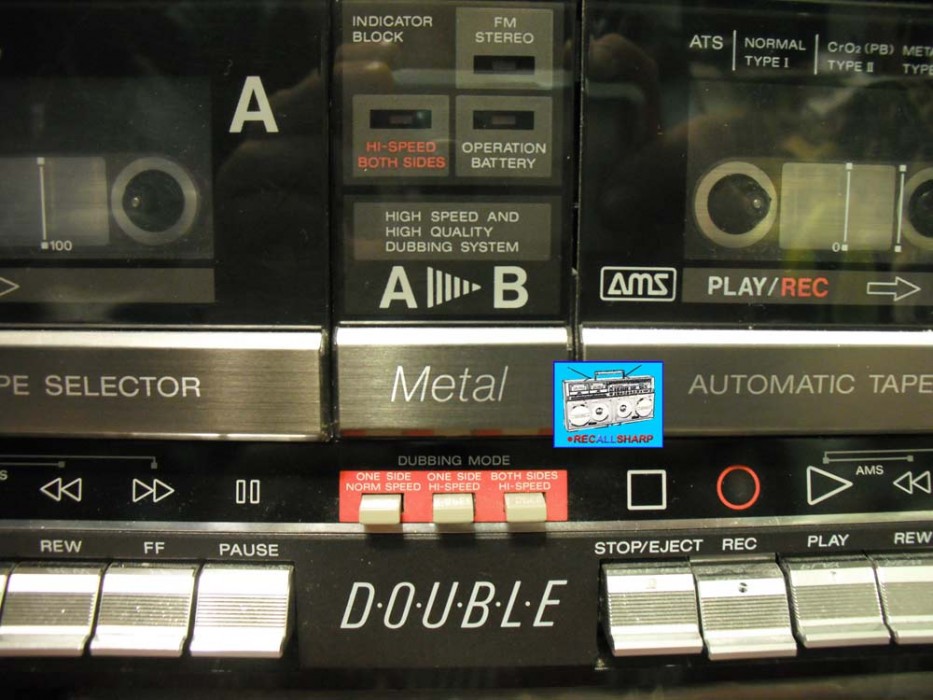 INDICATOR
BLOCK
FM
STEREO
ATS
NORMAL
TYPE I
CrO2 (PB)
TYPE II
META
TYPE
A
HI-SPEED
BOTH SIDES
OPERATION
BATTERY
100
HIGH SPEED AND
HIGH QUALITY
DUBBING SYSTEM
0
A B
AMS
PLAY/REC
PE SELECTOR
Metal
AUTOMATIC TAPE
RECALLSHARP
DUBBING MODE
S
AMS
ONE SIDE
NORM SPEED
ONE SIDE
HI-SPEED
BOTH SIDES
HI-SPEED
REW
FF
PAUSE
STOP/EJECT
REC
PLAY
REW
D·O·U·B·L·E